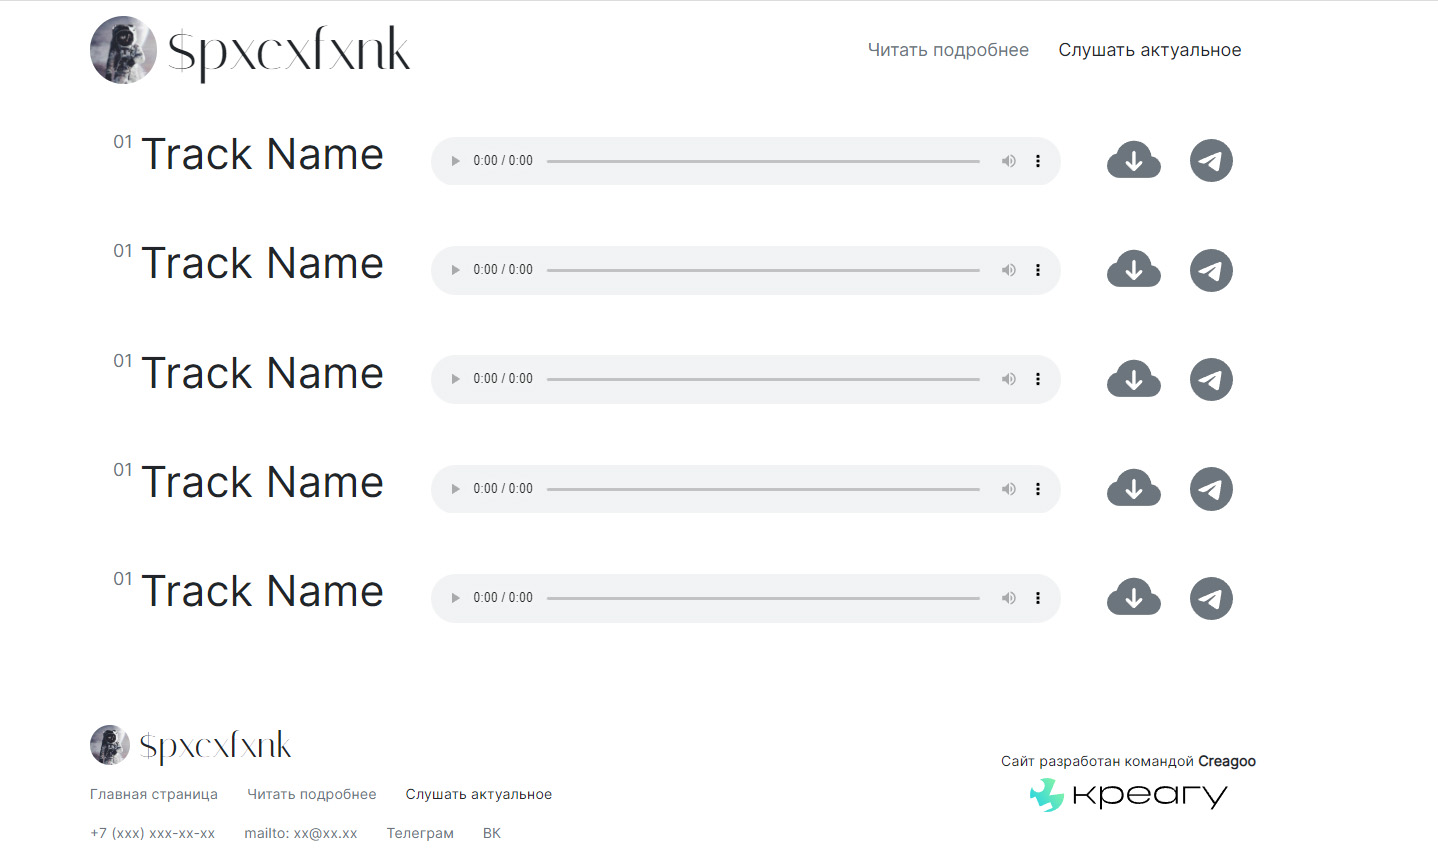 $pxcxfxnk
Читать подробнее Слушать актуальное
01 Track Name 0:00 / 0:00
01 Track Name 0:00 / 0:00
01 Track Name 0:00 / 0:00
01 Track Name 0:00 / 0:00
01 Track Name 0:00 / 0:00
$pxcxfxnk
Главная страница Читать подробнее Слушать актуальное
+7 (xxx) xxx-xx-xx mailto: xx@xx.xx Телеграм ВК
Сайт разработан командой Creagoo
креагу